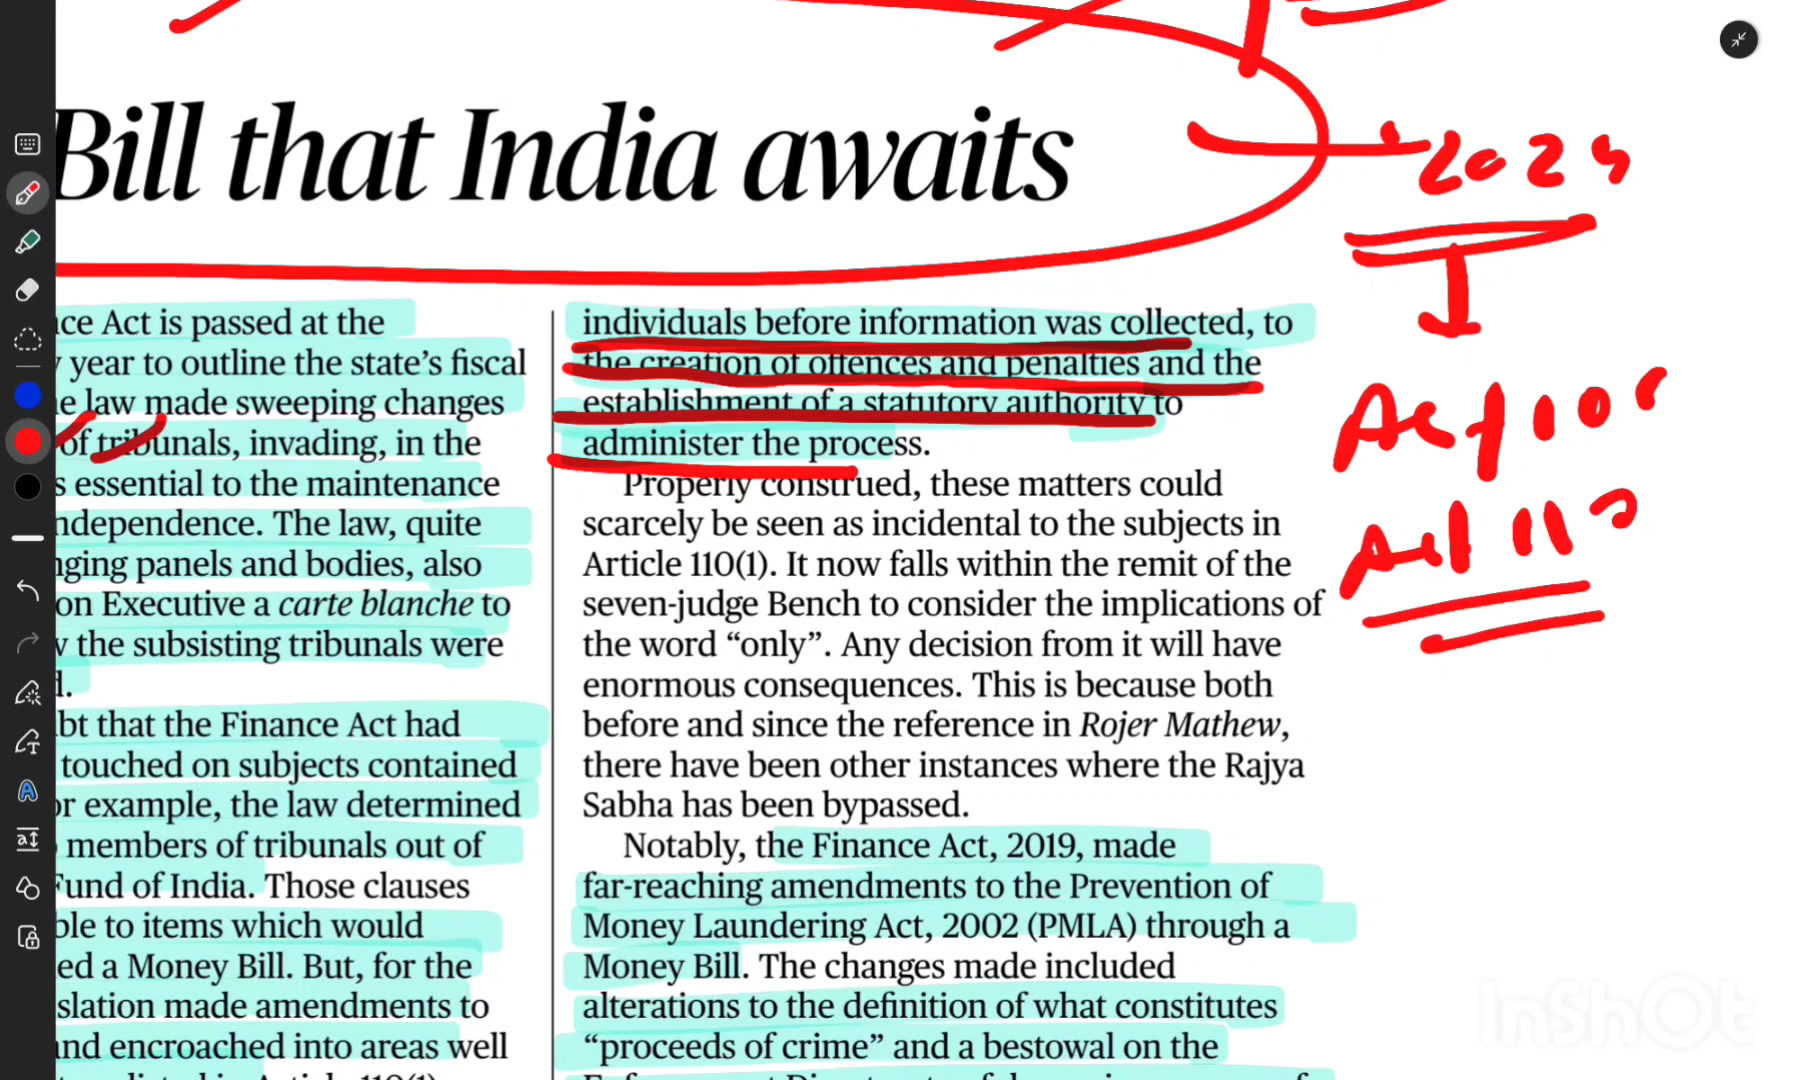 Bill that India awaits
2024
ce Act is passed at the
year to outline the state's fiscal
e law made sweeping changes
of tribunals, invading, in the
s essential to the maintenance
ndependence. The law, quite
nging panels and bodies, also
on Executive a carte blanche to
w the subsisting tribunals were
d.
bt that the Finance Act had
touched on subjects contained
or example, the law determined
members of tribunals out of
Fund of India. Those clauses
ble to items which would
ed a Money Bill. But, for the
slation made amendments to
and encroached into areas well
individuals before information was collected, to
the creation of offences and penalties and the
establishment of a statutory authority to
administer the process.
Properly construed, these matters could
scarcely be seen as incidental to the subjects in
Article 110(1). It now falls within the remit of the
seven-judge Bench to consider the implications of
the word “only”. Any decision from it will have
enormous consequences. This is because both
before and since the reference in Rojer Mathew,
there have been other instances where the Rajya
Sabha has been bypassed.
Notably, the Finance Act, 2019, made
far-reaching amendments to the Prevention of
Money Laundering Act, 2002 (PMLA) through a
Money Bill. The changes made included
alterations to the definition of what constitutes
“proceeds of crime” and a bestowal on the
InShOt